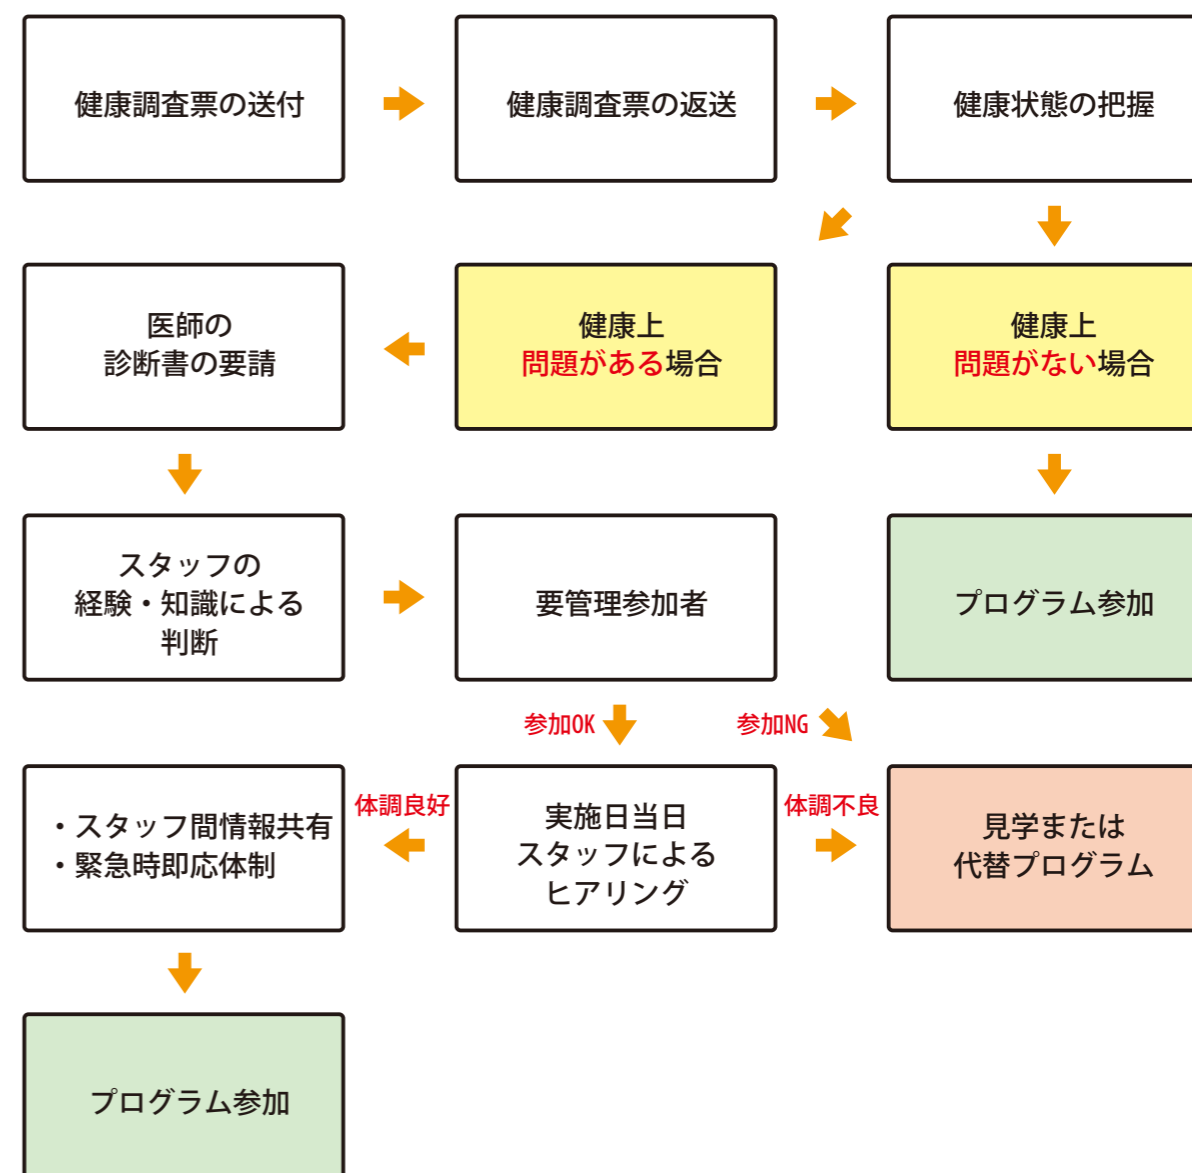 健康調査票の送付
健康調査票の返送
健康状態の把握
医師の
診断書の要請
健康上
問題がある場合
健康上
問題がない場合
スタッフの
経験・知識による
判断
要管理参加者
プログラム参加
参加OK
参加NG
・スタッフ間情報共有
・緊急時即応体制
体調良好
実施日当日
スタッフによる
ヒアリング
体調不良
見学または
代替プログラム
プログラム参加